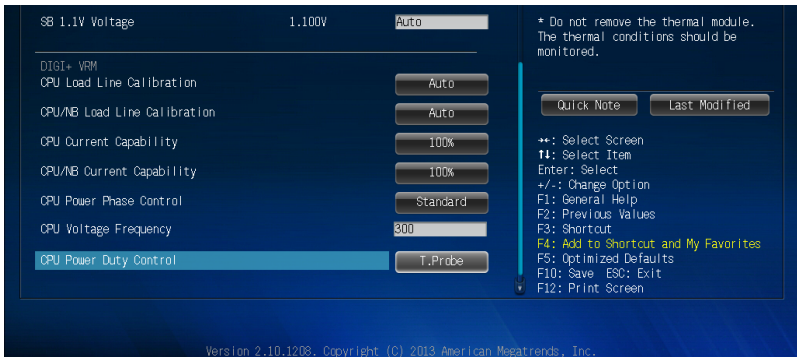 SB 1.1V Voltage 1.100V Auto
DIGI+ VRM
CPU Load Line Calibration Auto
CPU/NB Load Line Calibration Auto
CPU Current Capability 100%
CPU/NB Current Capability 100%
CPU Power Phase Control Standard
CPU Voltage Frequency 300
CPU Power Duty Control T.Probe
* Do not remove the thermal module.
The thermal conditions should be
monitored.
Quick Note Last Modified
→←: Select Screen
↑↓: Select Item
Enter: Select
+/-: Change Option
F1: General Help
F2: Previous Values
F3: Shortcut
F4: Add to Shortcut and My Favorites
F5: Optimized Defaults
F10: Save ESC: Exit
F12: Print Screen
Version 2.10.1208. Copyright (C) 2013 American Megatrends, Inc.